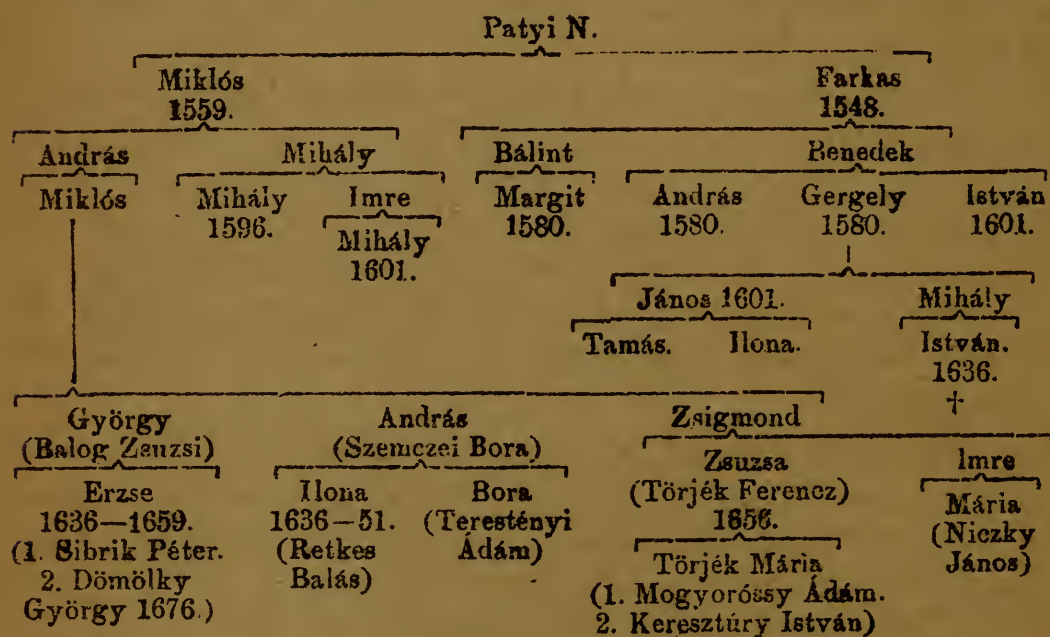 Patyi N.
Miklós Farkas
1559. 1548.
András Mihály Bálint Benedek
Miklós Mihály Imre Margit András Gergely István
1596. Mihály 1580. 1580. 1580. 1601.
1601.
János 1601. Mihály
Tamás. Ilona. István.
1636.
†
György András Zsigmond
(Balog Zsuzsi) (Szemczei Bora) Zsuzsa Imre
Erzse Ilona Bora (Törjék Ferencz) Mária
1636—1659. 1636—51. (Terestényi 1656. (Niczky
(1. Sibrik Péter. (Retkes Ádám) Törjék Mária János)
2. Dömölky Balás) (1. Mogyoróssy Ádám.
György 1676.) 2. Keresztúry István)